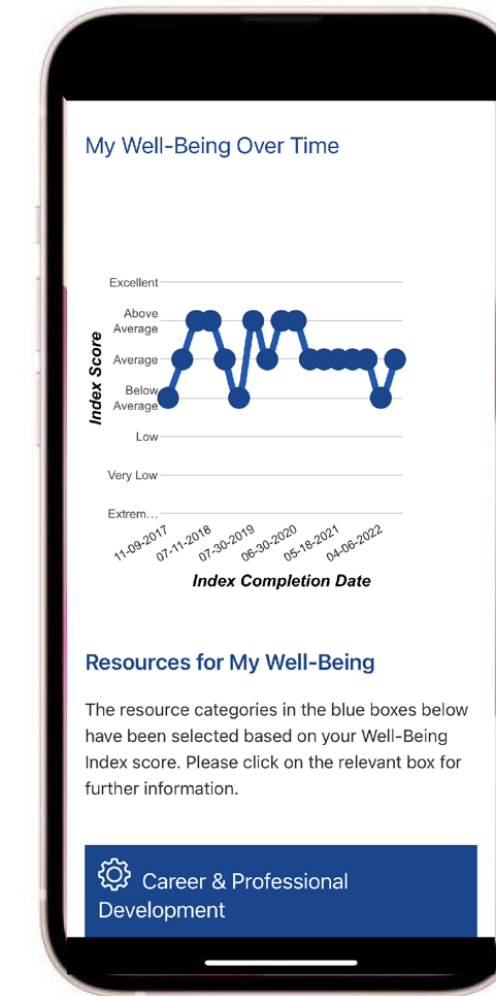 My Well-Being Over Time
Excellent
Above
Average
Average
Below
Average
Low
Very Low
Extrem…
Index Score
11-09-2017
07-11-2018
07-30-2019
06-30-2020
05-18-2021
04-06-2022
Index Completion Date
Resources for My Well-Being
The resource categories in the blue boxes below
have been selected based on your Well-Being
Index score. Please click on the relevant box for
further information.
Career & Professional
Development